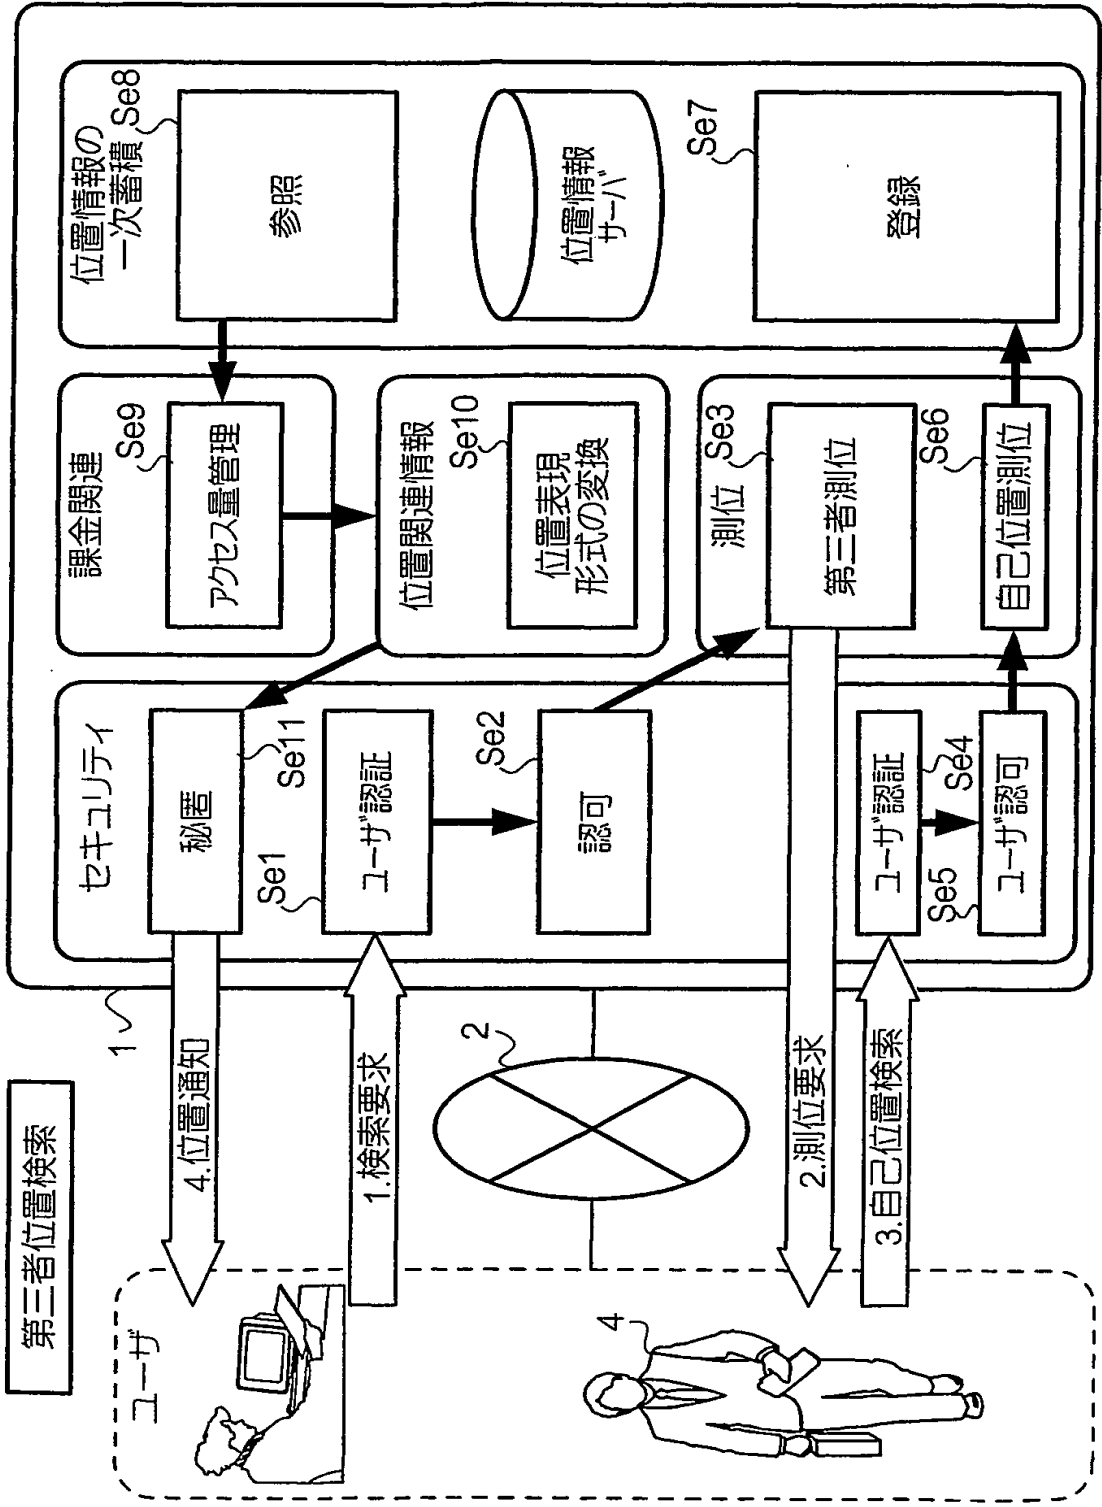 第三者位置検索
ユーザ
4
4.位置通知
1.検索要求
2
2.測位要求
3.自己位置検索
1
セキュリティ
秘匿
Se11
Se1
ユーザ認証
Se2
認可
ユーザ認証
Se4
Se5
ユーザ認可
課金関連
Se9
アクセス量管理
位置関連情報
Se10
位置表現
形式の変換
測位
Se3
第三者測位
Se6
自己位置測位
位置情報の
一次蓄積
Se8
参照
位置情報
サーバ
Se7
登録